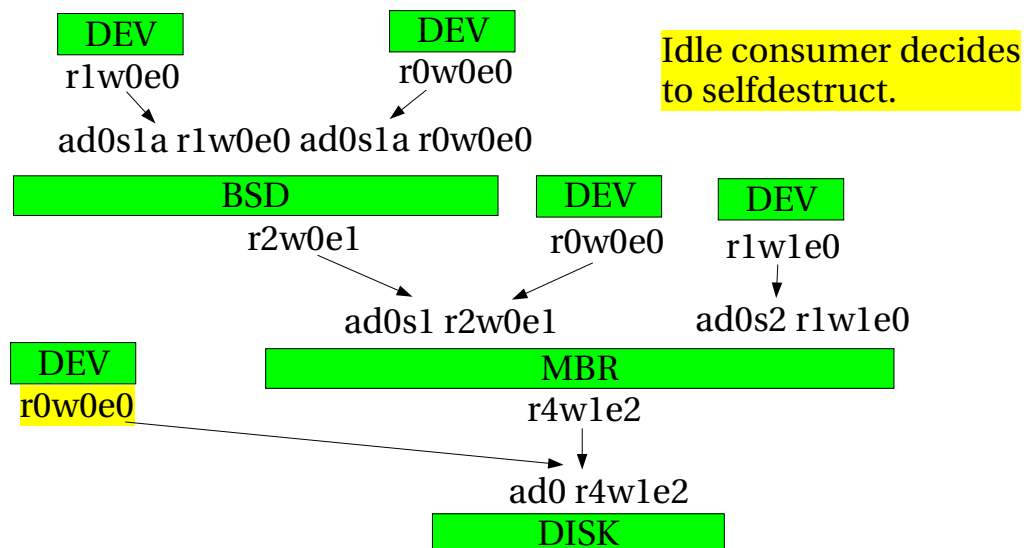 DEV
DEV
Idle consumer decides
to selfdestruct.
r1w0e0
r0w0e0
ad0s1a r1w0e0 ad0s1a r0w0e0
BSD
DEV
DEV
r2w0e1
r0w0e0
r1w1e0
ad0s1 r2w0e1
ad0s2 r1w1e0
DEV
MBR
r0w0e0
r4w1e2
ad0 r4w1e2
DISK